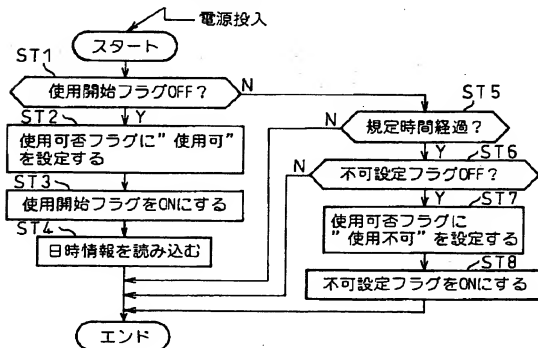 電源投入
スタート
ST1
使用開始フラグOFF?
N
ST2
Y
使用可否フラグに"使用可"
を設定する
ST3
使用開始フラグをONにする
ST4
日時情報を読み込む
エンド
ST5
N
規定時間経過?
Y
ST6
N
不可設定フラグOFF?
Y
ST7
使用可否フラグに
"使用不可"を設定する
ST8
不可設定フラグをONにする